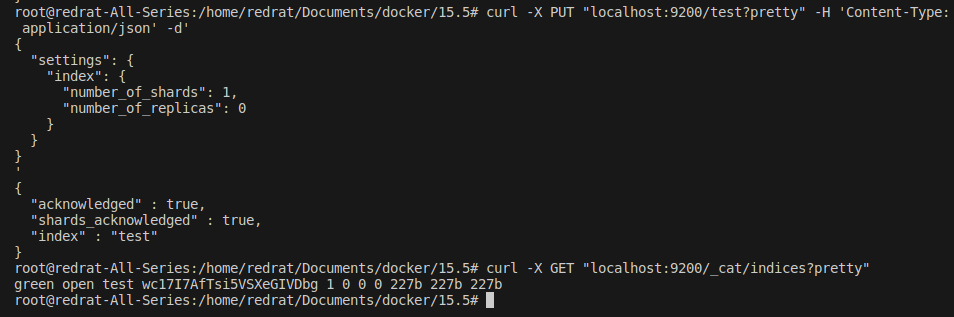 root@redrat-All-Series:/home/redrat/Documents/docker/15.5# curl -X PUT "localhost:9200/test?pretty" -H 'Content-Type:
 application/json' -d'
{
  "settings": {
    "index": {
      "number_of_shards": 1,
      "number_of_replicas": 0
    }
  }
}
'
{
  "acknowledged" : true,
  "shards_acknowledged" : true,
  "index" : "test"
}
root@redrat-All-Series:/home/redrat/Documents/docker/15.5# curl -X GET "localhost:9200/_cat/indices?pretty"
green open test wc17I7AfTsi5VSXeGIVDbg 1 0 0 0 227b 227b 227b
root@redrat-All-Series:/home/redrat/Documents/docker/15.5#